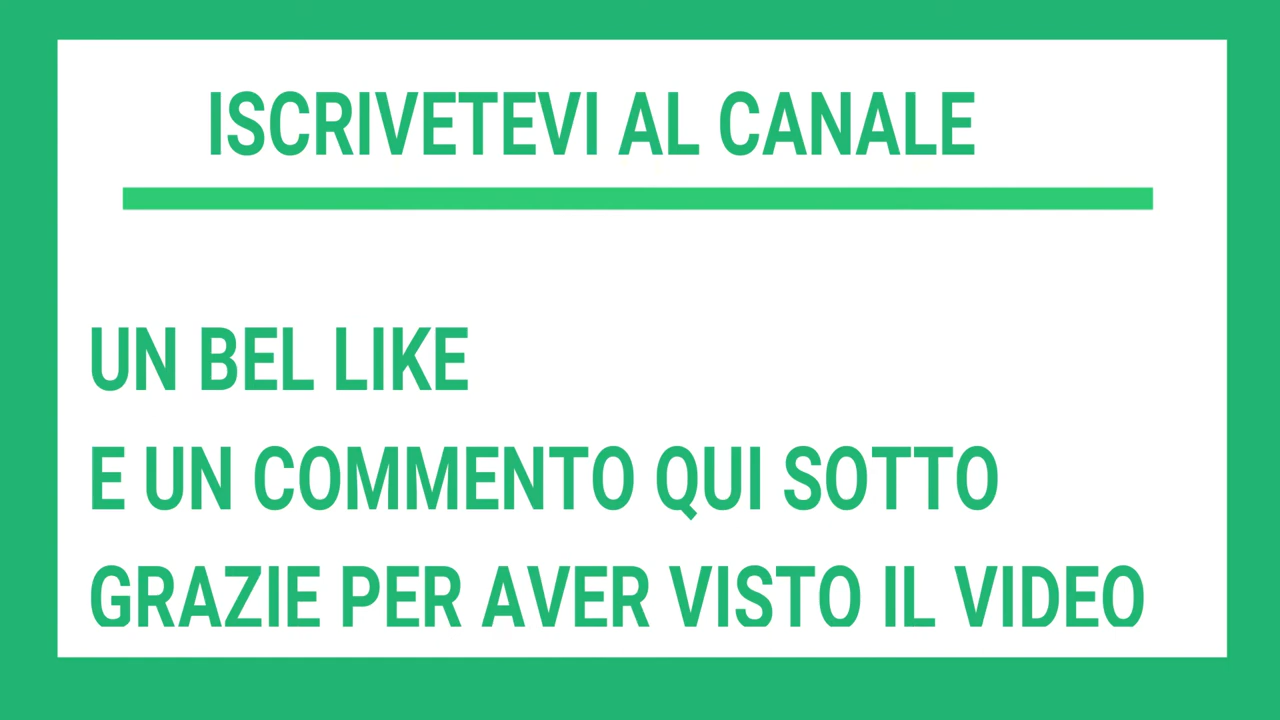 ISCRIVETEVI AL CANALE
UN BEL LIKE
E UN COMMENTO QUI SOTTO
GRAZIE PER AVER VISTO IL VIDEO